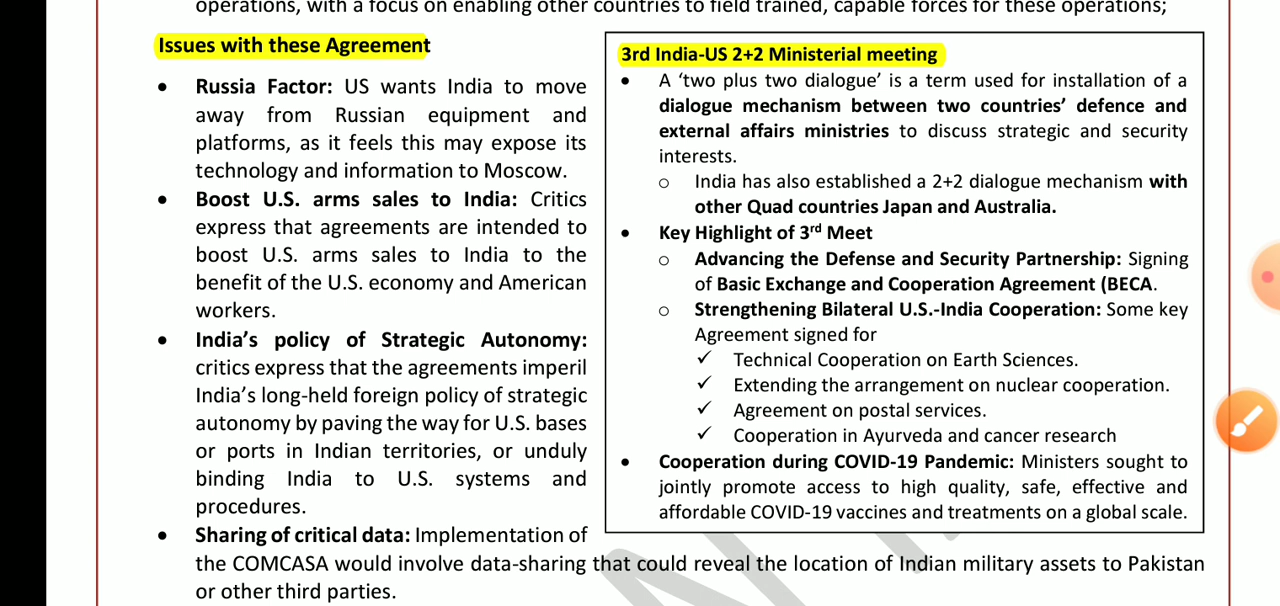 operations, with a focus on enabling other countries to field trained, capable forces for these operations;
Issues with these Agreement
• Russia Factor: US wants India to move
away from Russian equipment and
platforms, as it feels this may expose its
technology and information to Moscow.
• Boost U.S. arms sales to India: Critics
express that agreements are intended to
boost U.S. arms sales to India to the
benefit of the U.S. economy and American
workers.
• India’s policy of Strategic Autonomy:
critics express that the agreements imperil
India’s long-held foreign policy of strategic
autonomy by paving the way for U.S. bases
or ports in Indian territories, or unduly
binding India to U.S. systems and
procedures.
• Sharing of critical data: Implementation of
the COMCASA would involve data-sharing that could reveal the location of Indian military assets to Pakistan
or other third parties.
3rd India-US 2+2 Ministerial meeting
• A ‘two plus two dialogue’ is a term used for installation of a
dialogue mechanism between two countries’ defence and
external affairs ministries to discuss strategic and security
interests.
o India has also established a 2+2 dialogue mechanism with
other Quad countries Japan and Australia.
• Key Highlight of 3rd Meet
o Advancing the Defense and Security Partnership: Signing
of Basic Exchange and Cooperation Agreement (BECA.
o Strengthening Bilateral U.S.-India Cooperation: Some key
Agreement signed for
✓ Technical Cooperation on Earth Sciences.
✓ Extending the arrangement on nuclear cooperation.
✓ Agreement on postal services.
✓ Cooperation in Ayurveda and cancer research
• Cooperation during COVID-19 Pandemic: Ministers sought to
jointly promote access to high quality, safe, effective and
affordable COVID-19 vaccines and treatments on a global scale.